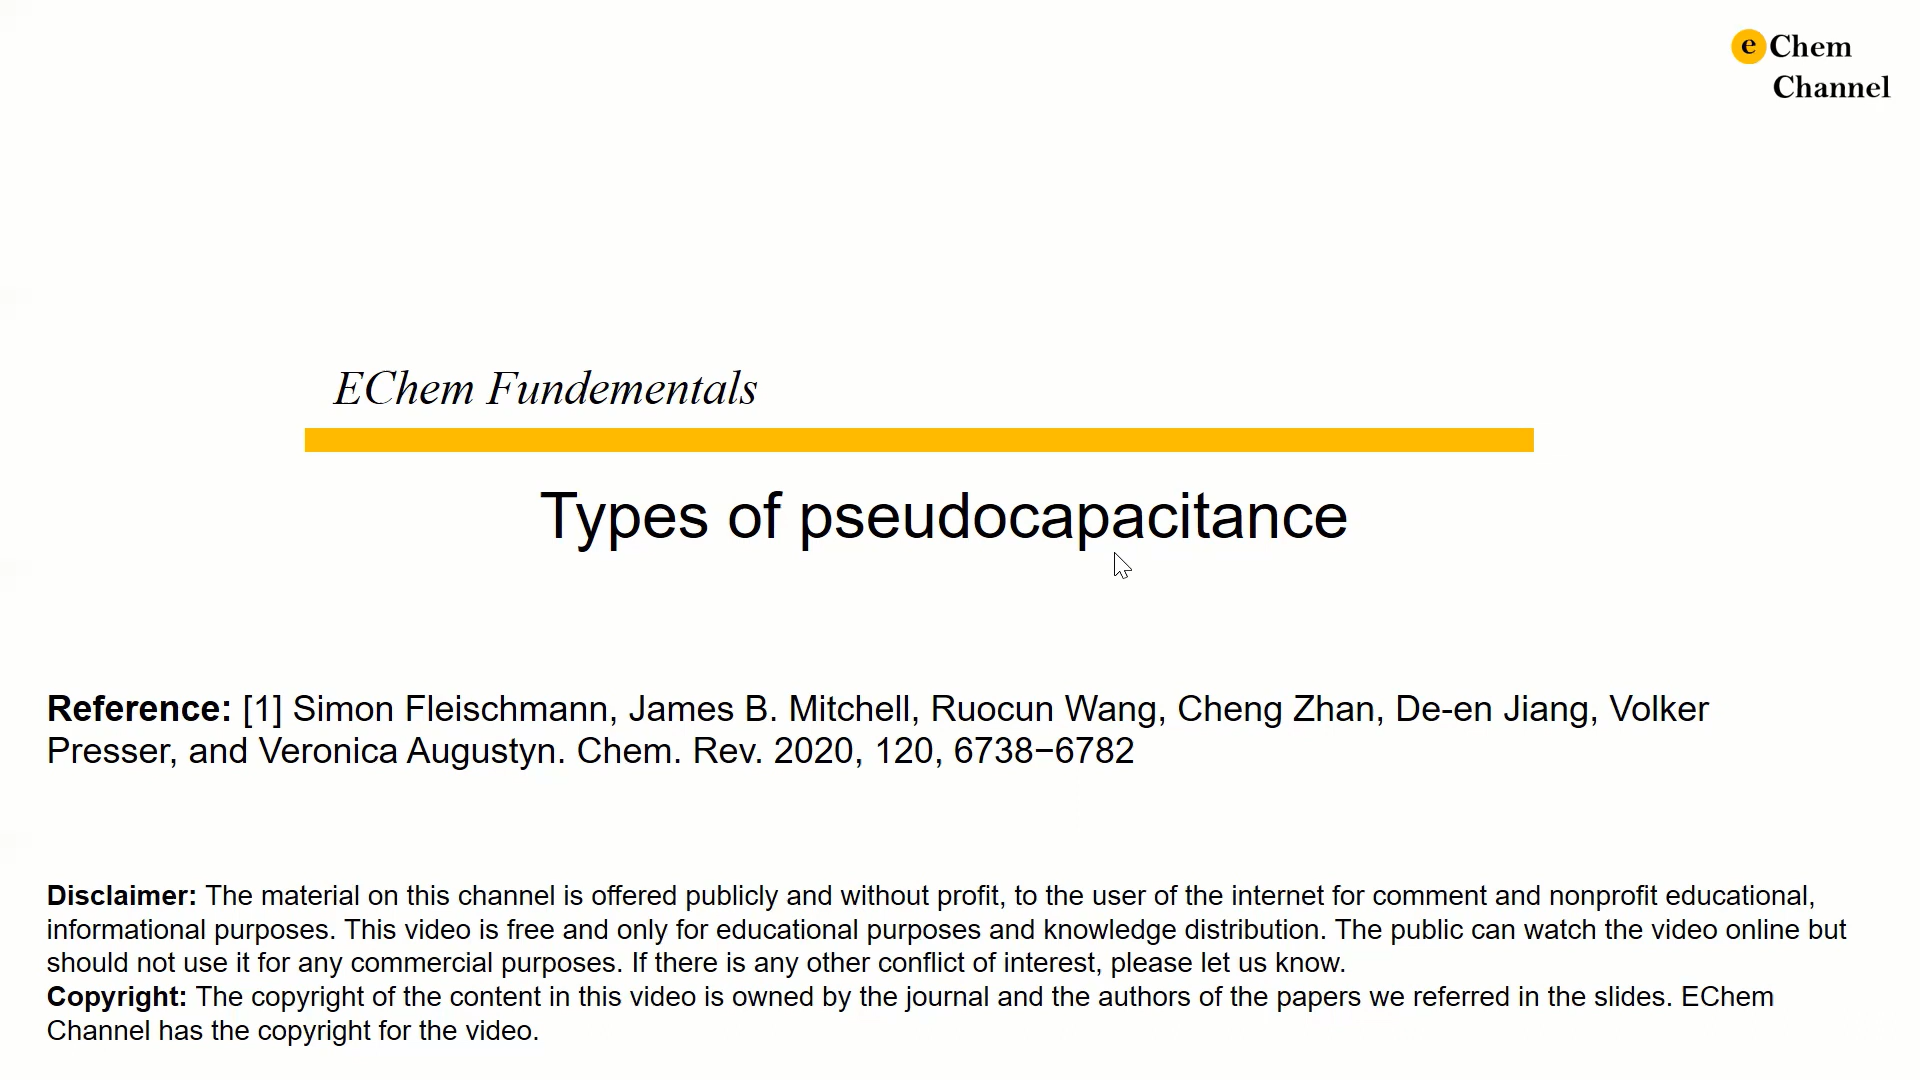 e Chem
Channel
EChem Fundementals
Types of pseudocapacitance
Reference: [1] Simon Fleischmann, James B. Mitchell, Ruocun Wang, Cheng Zhan, De-en Jiang, Volker
Presser, and Veronica Augustyn. Chem. Rev. 2020, 120, 6738−6782
Disclaimer: The material on this channel is offered publicly and without profit, to the user of the internet for comment and nonprofit educational,
informational purposes. This video is free and only for educational purposes and knowledge distribution. The public can watch the video online but
should not use it for any commercial purposes. If there is any other conflict of interest, please let us know.
Copyright: The copyright of the content in this video is owned by the journal and the authors of the papers we referred in the slides. EChem
Channel has the copyright for the video.